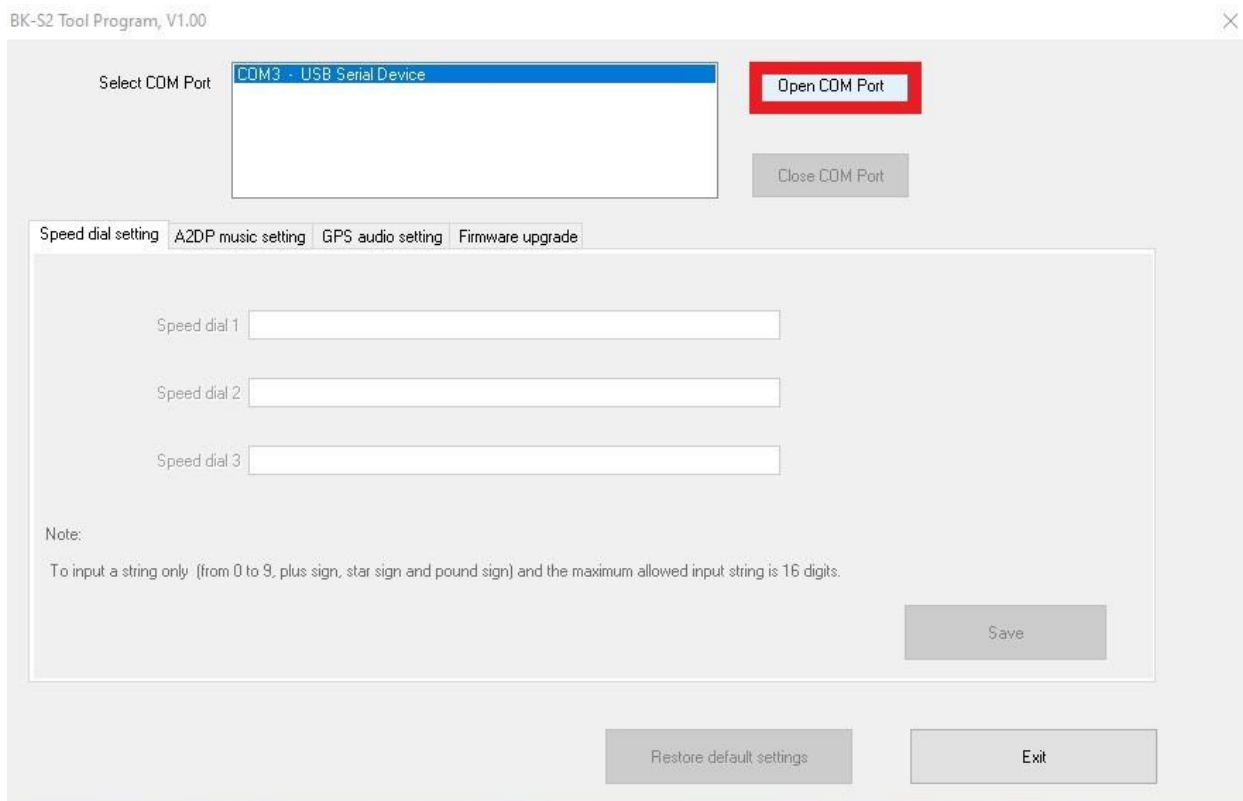 BK-S2 Tool Program, V1.00
Select COM Port
COM3 - USB Serial Device
Open COM Port
Close COM Port
Speed dial setting A2DP music setting GPS audio setting Firmware upgrade
Speed dial 1
Speed dial 2
Speed dial 3
Note:
To input a string only (from 0 to 9, plus sign, star sign and pound sign) and the maximum allowed input string is 16 digits.
Save
Restore default settings
Exit